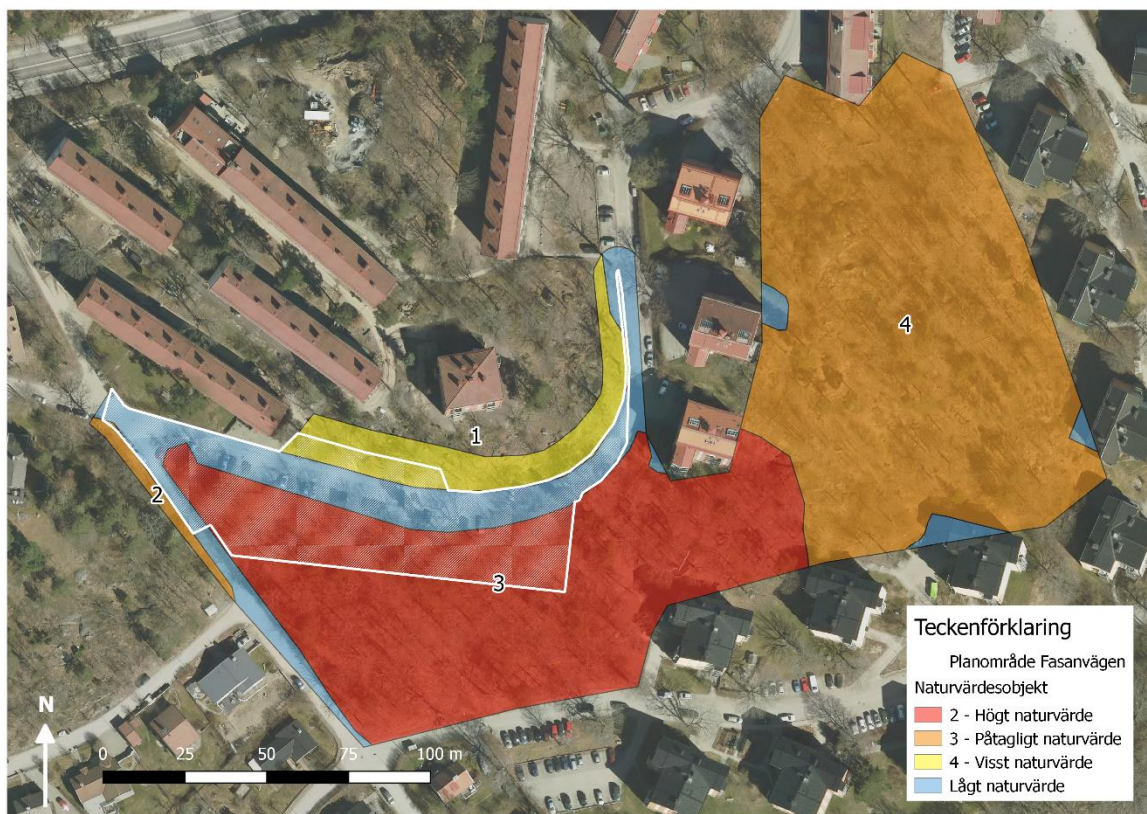 4
1
2
3
N
0 25 50 75 100 m
Teckenförklaring
Planområde Fasanvägen
Naturvärdesobjekt
2 - Högt naturvärde
3 - Påtagligt naturvärde
4 - Visst naturvärde
Lågt naturvärde